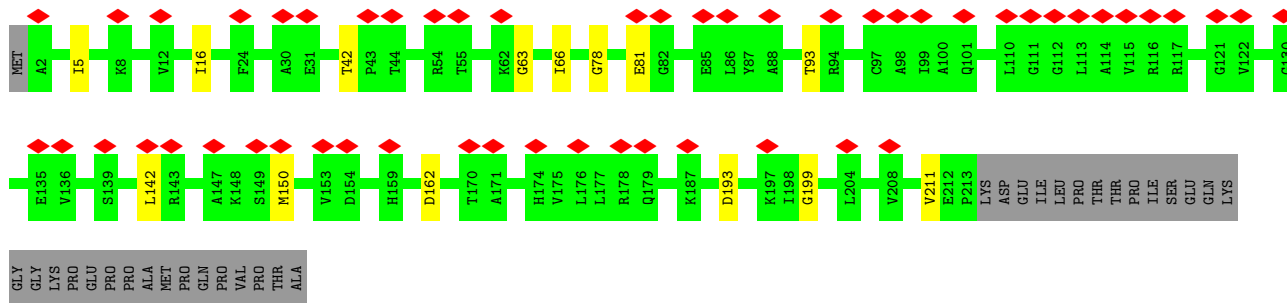 MET A2 I5 K8 V12 I16 F24 A30 E31 T42 P43 T44 R54 T55 K62 G63 I66 G78 E81 G82 E85 L86 Y87 A88 T93 R94 C97 A98 I99 A100 Q101 L110 G111 G112 L113 A114 V115 R116 R117 G121 V122
E135 V136 S139 L142 R143 A147 K148 S149 M150 V153 D154 H159 D162 T170 A171 H174 V175 L176 L177 R178 Q179 K187 D193 K197 I198 G199 L204 V208 V211 E212 P213 LYS ASP GLU ILE LEU PRO THR THR PRO ILE SER GLU GLN LYS
GLY GLY LYS PRO GLU PRO PRO ALA MET PRO GLN PRO VAL PRO THR ALA